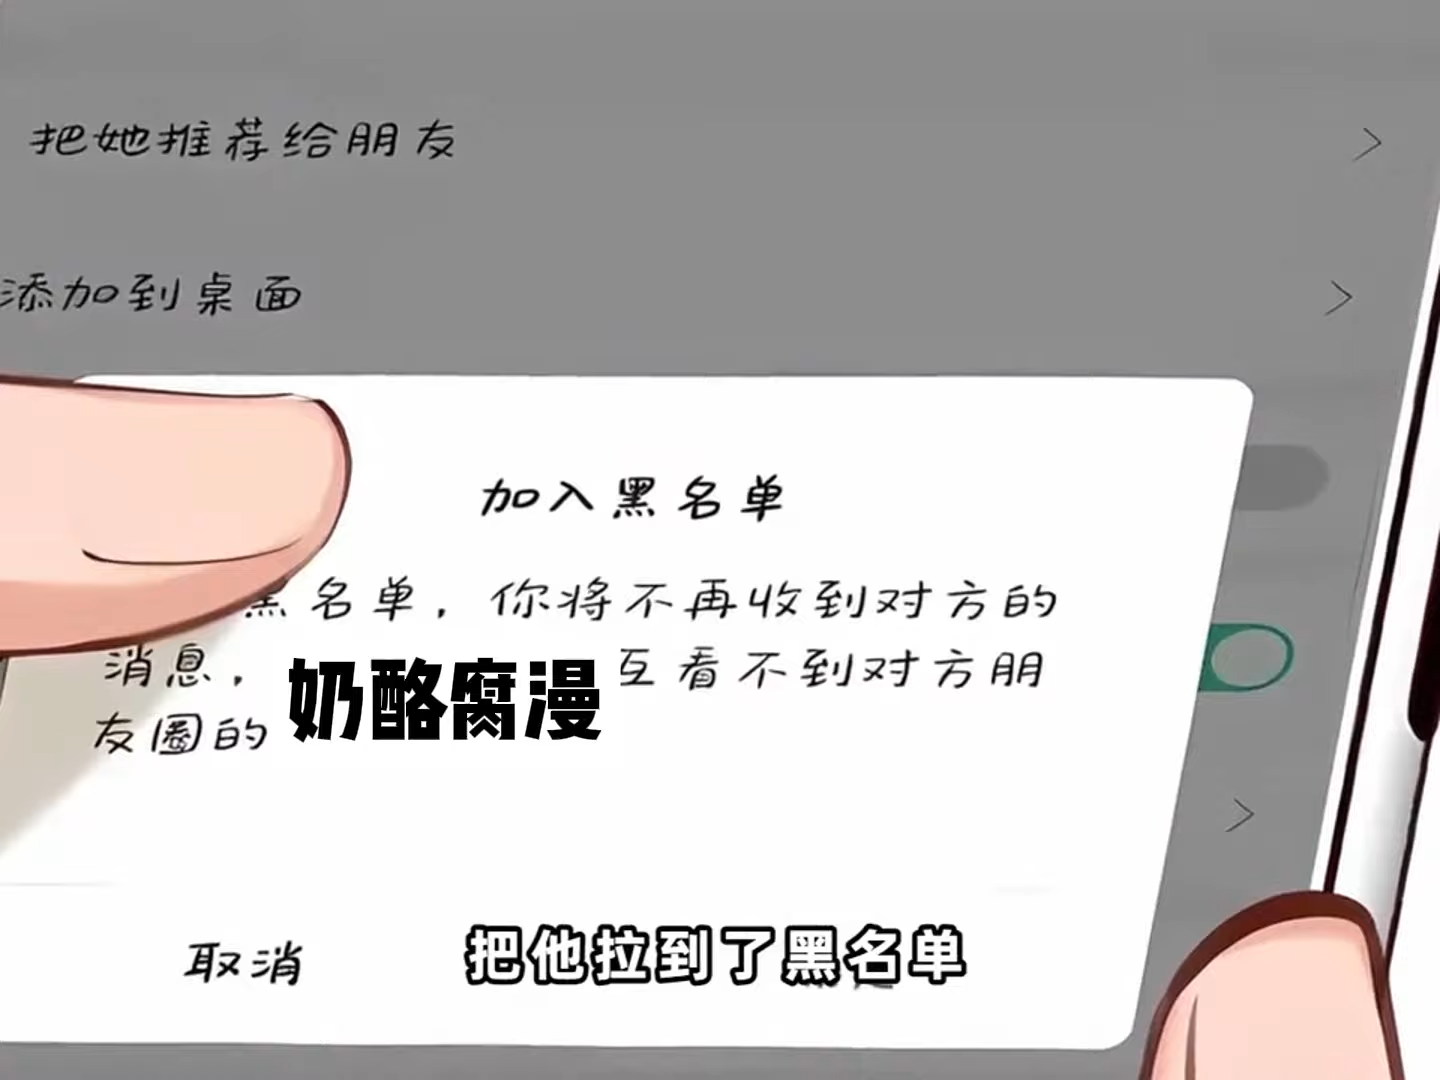 把她推荐给朋友
添加到桌面
加入黑名单
黑名单，你将不再收到对方的
消息， 互看不到对方朋
友圈的
奶酪腐漫
取消
把他拉到了黑名单